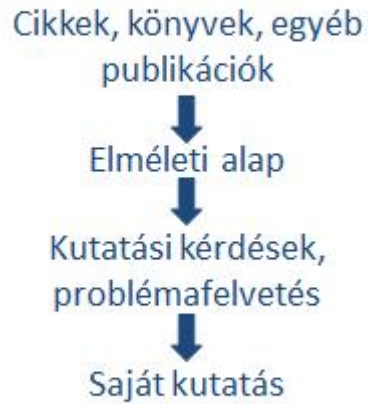 Cikkek, könyvek, egyéb
publikációk
Elméleti alap
Kutatási kérdések,
problémafelvetés
Saját kutatás